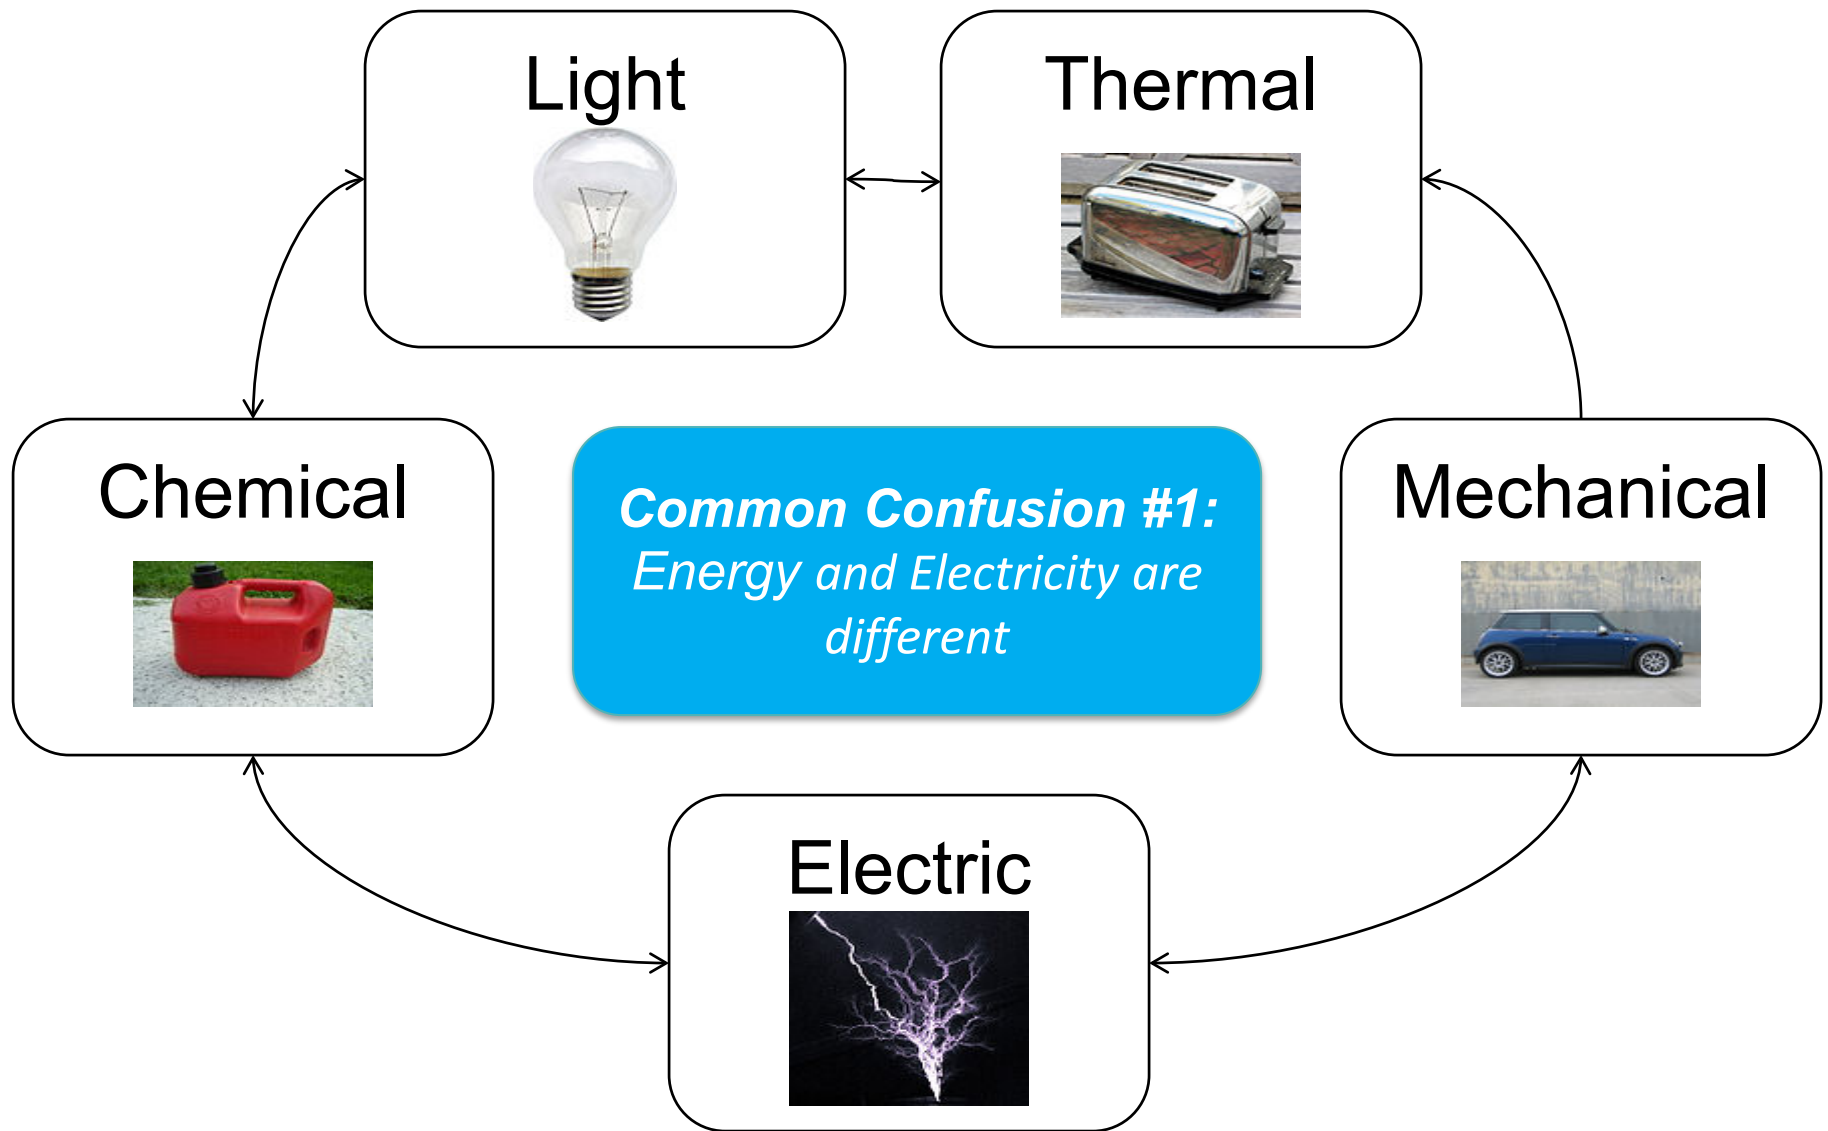 Light
Thermal
Chemical
Common Confusion #1:
Energy and Electricity are
different
Mechanical
Electric